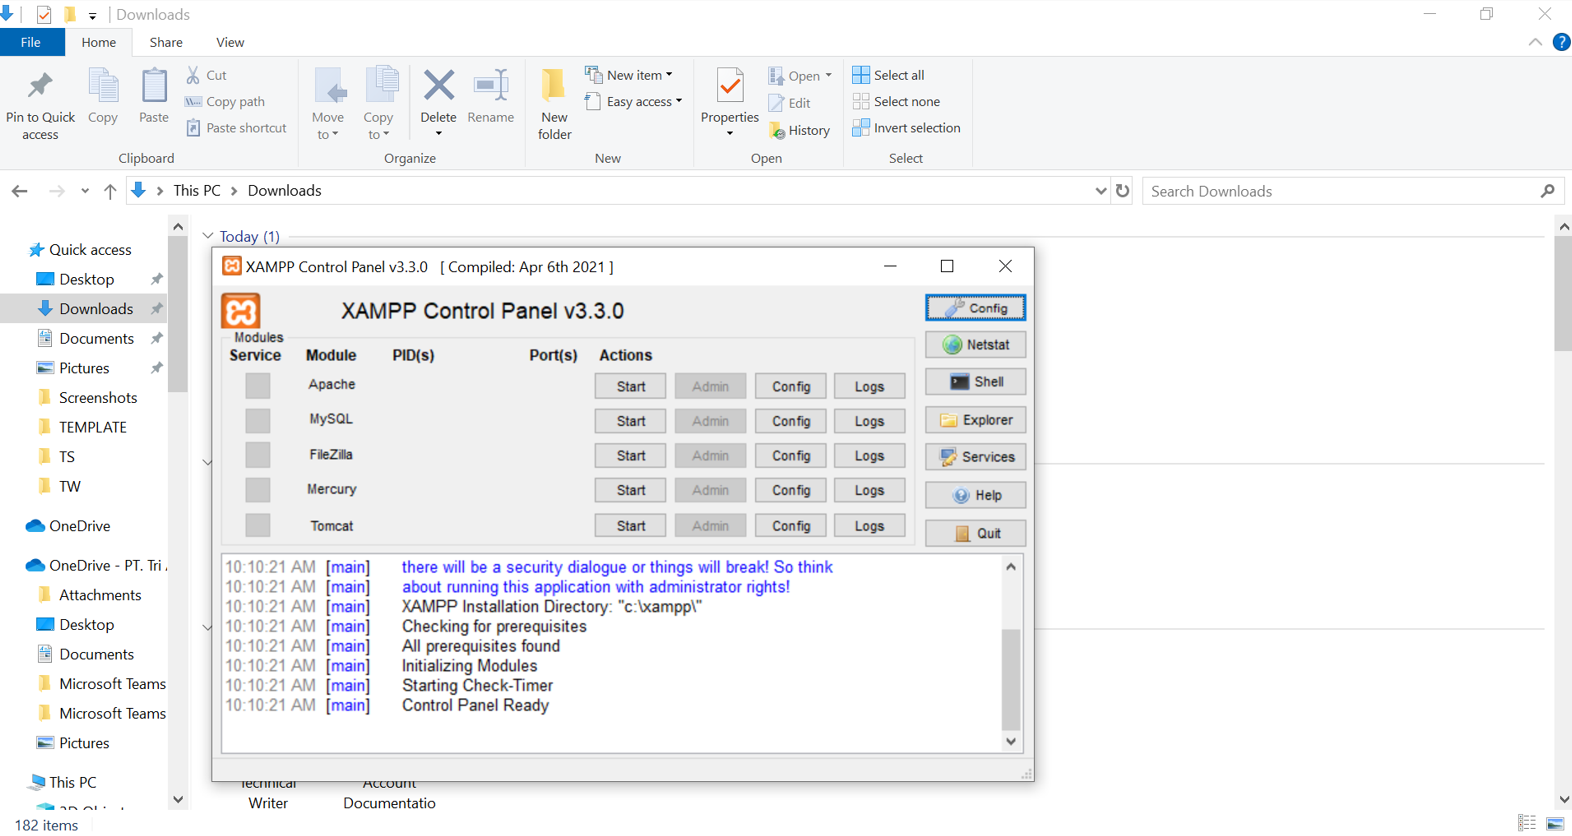 Downloads
File Home Share View
Pin to Quick access
Copy
Paste
Cut
Copy path
Paste shortcut
Clipboard
Move to
Copy to
Delete
Rename
Organize
New folder
New item
Easy access
New
Properties
Open
Edit
History
Open
Select all
Select none
Invert selection
Select
This PC > Downloads
Search Downloads
Quick access
Desktop
Downloads
Documents
Pictures
Screenshots
TEMPLATE
TS
TW
OneDrive
OneDrive - PT. Tri
Attachments
Desktop
Documents
Microsoft Teams
Microsoft Teams
Pictures
This PC
Today (1)
XAMPP Control Panel v3.3.0 [ Compiled: Apr 6th 2021 ]
XAMPP Control Panel v3.3.0
Modules
Service Module PID(s) Port(s) Actions
Apache Start Admin Config Logs
MySQL Start Admin Config Logs
FileZilla Start Admin Config Logs
Mercury Start Admin Config Logs
Tomcat Start Admin Config Logs
Config
Netstat
Shell
Explorer
Services
Help
Quit
10:10:21 AM [main] there will be a security dialogue or things will break! So think
10:10:21 AM [main] about running this application with administrator rights!
10:10:21 AM [main] XAMPP Installation Directory: "c:\xampp\"
10:10:21 AM [main] Checking for prerequisites
10:10:21 AM [main] All prerequisites found
10:10:21 AM [main] Initializing Modules
10:10:21 AM [main] Starting Check-Timer
10:10:21 AM [main] Control Panel Ready
Technical Account
Writer Documentatio
182 items